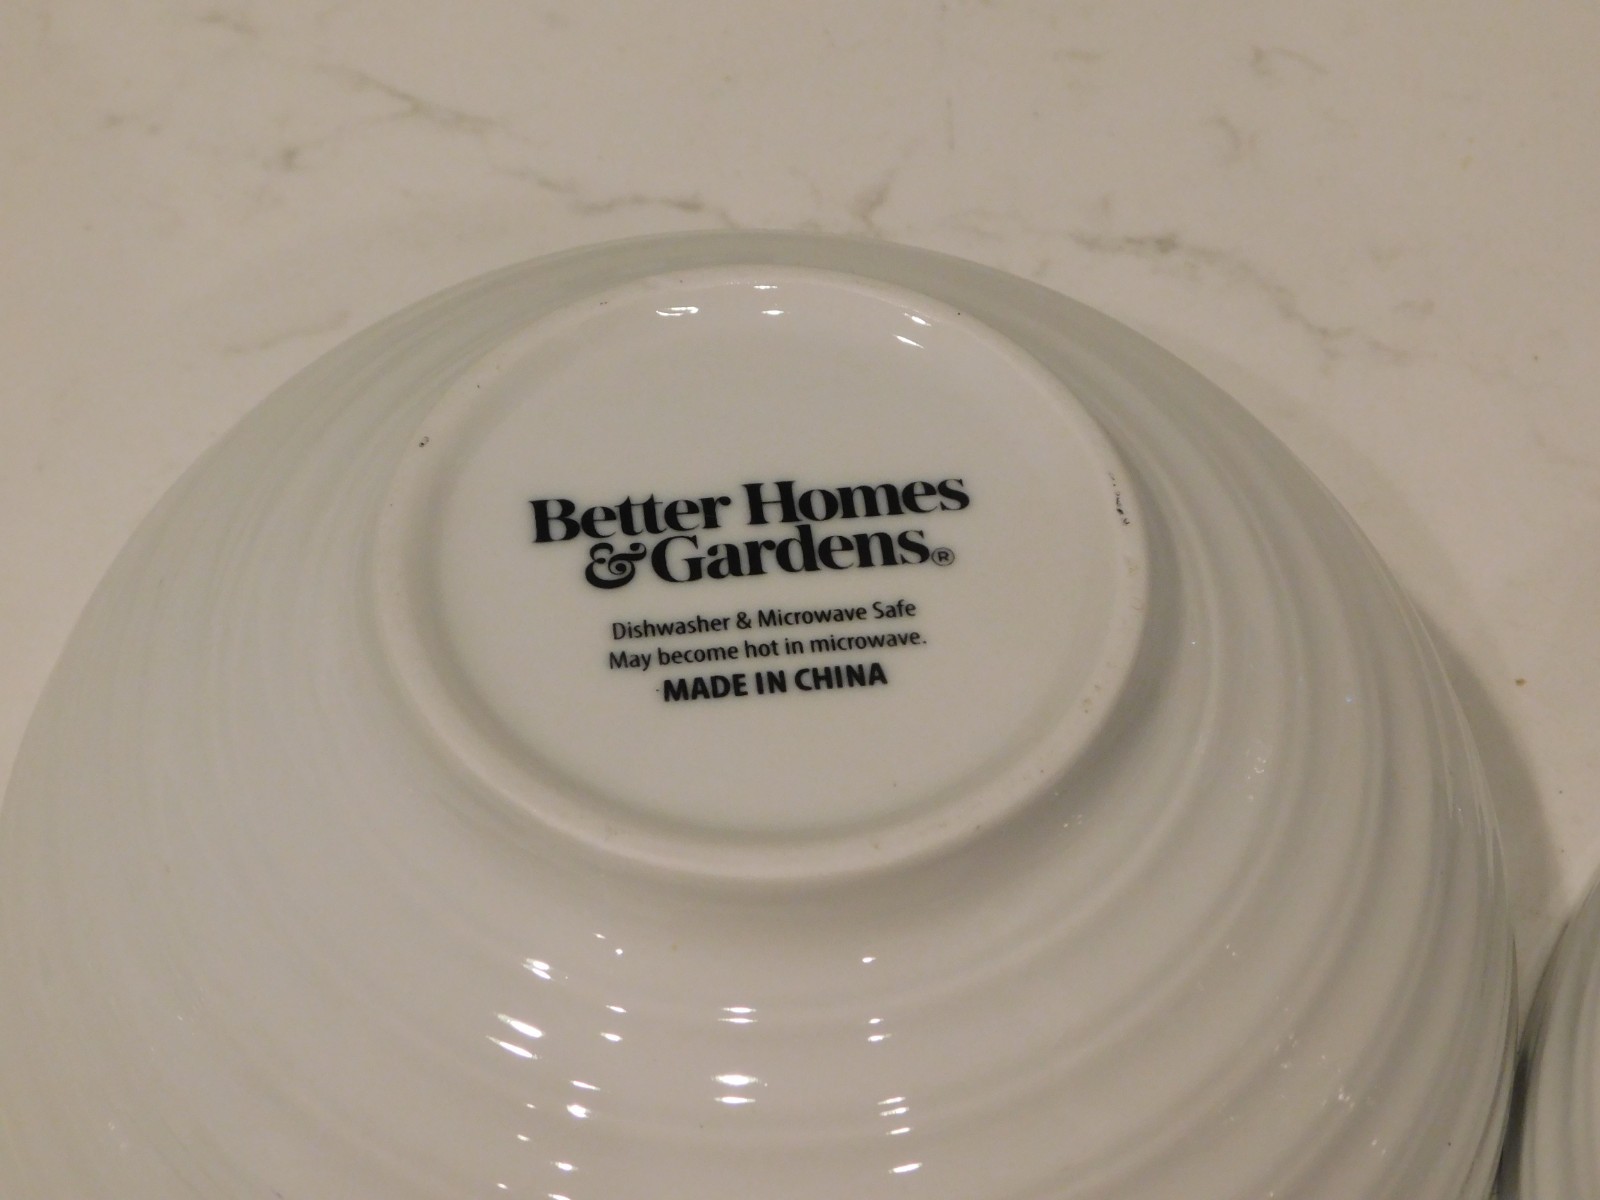 Better Homes
& Gardens®
Dishwasher & Microwave Safe
May become hot in microwave.
MADE IN CHINA